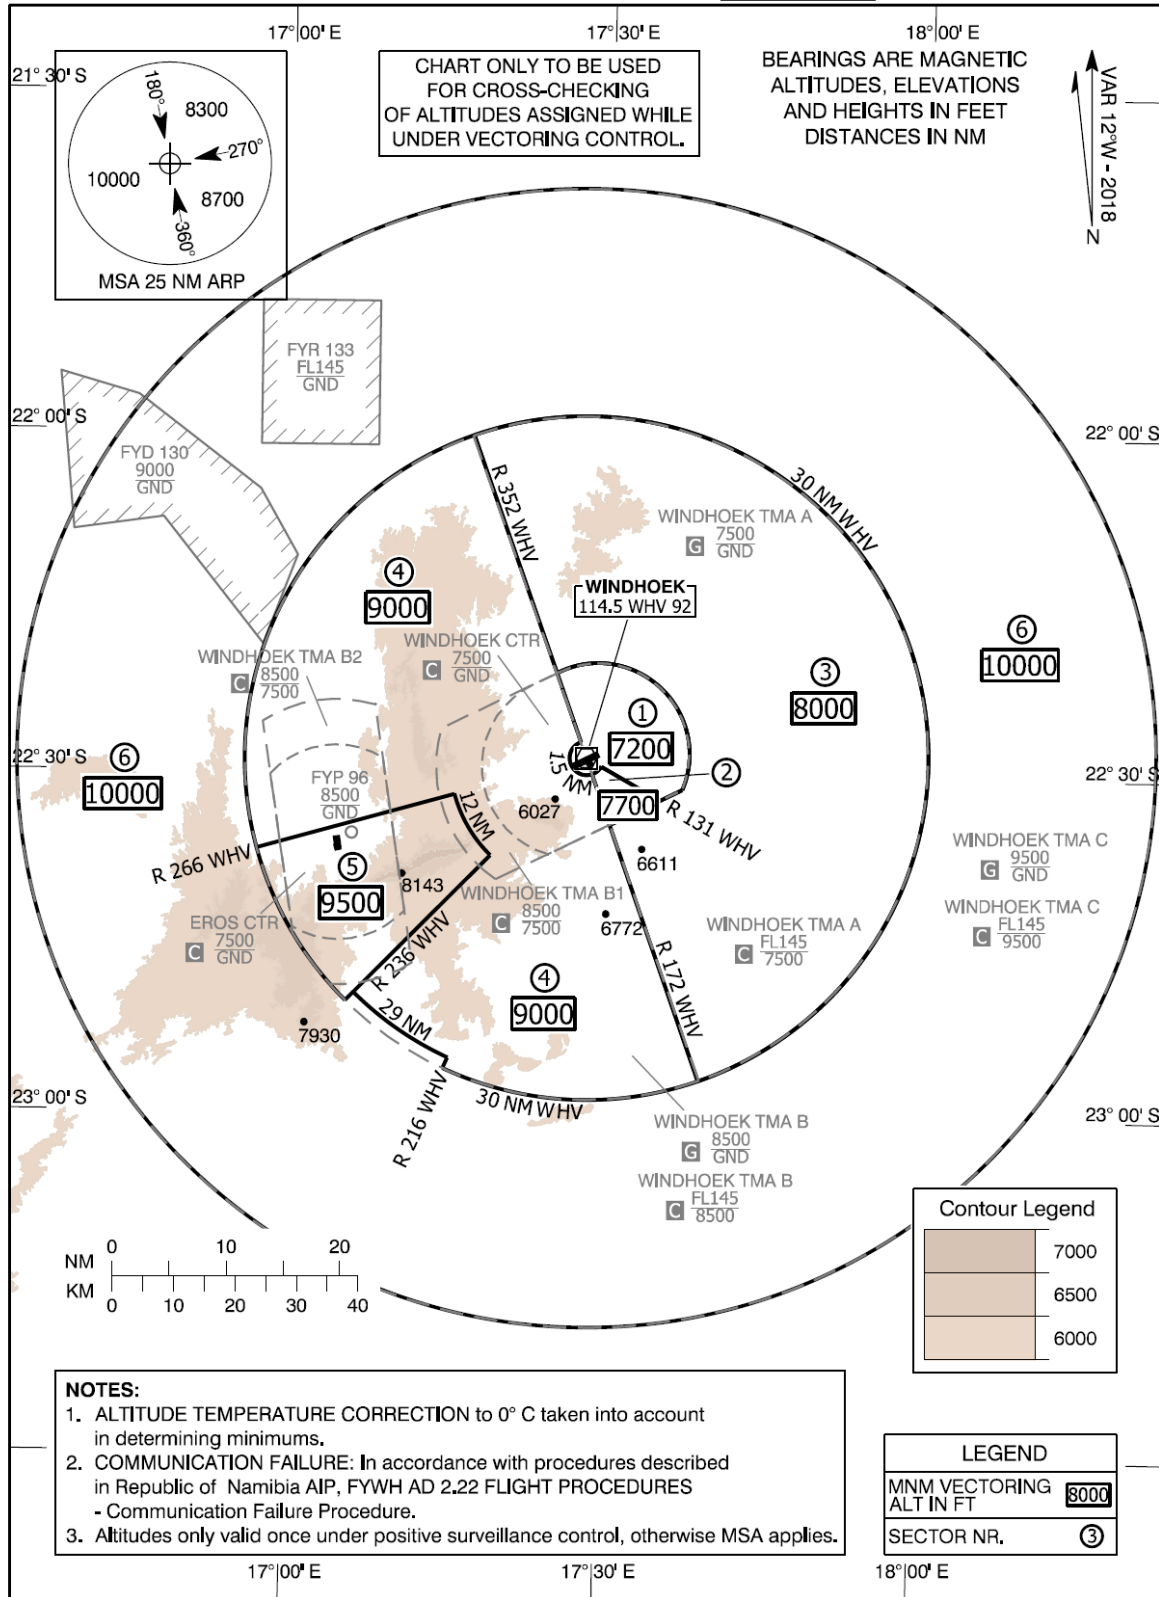 17°00' E
17°30' E
18°00' E
21° 30' S
180°
8300
270°
10000
8700
360°
MSA 25 NM ARP
CHART ONLY TO BE USED
FOR CROSS-CHECKING
OF ALTITUDES ASSIGNED WHILE
UNDER VECTORING CONTROL.
BEARINGS ARE MAGNETIC
ALTITUDES, ELEVATIONS
AND HEIGHTS IN FEET
DISTANCES IN NM
VAR 12°W - 2018
N
FYR 133
FL145
GND
22° 00' S
22° 00' S
FYD 130
9000
GND
R 352 WHV
30 NM WHV
WINDHOEK TMA A
G 7500
GND
4
9000
WINDHOEK
114.5 WHV 92
WINDHOEK CTR
C 7500
GND
WINDHOEK TMA B2
C 8500
7500
6
10000
3
8000
1
7200
1.5 NM
2
7700
R 131 WHV
22° 30' S
22° 30' S
6
10000
FYP 96
8500
GND
12 NM
6027
6611
R 266 WHV
5
9500
8143
WINDHOEK TMA B1
C 8500
7500
6772
EROS CTR
C 7500
GND
R 236 WHV
WINDHOEK TMA A
C FL145
7500
WINDHOEK TMA C
G 9500
GND
WINDHOEK TMA C
C FL145
9500
R 172 WHV
4
9000
29 NM
7930
R 216 WHV
30 NM WHV
23° 00' S
23° 00' S
WINDHOEK TMA B
G 8500
GND
WINDHOEK TMA B
C FL145
8500
NM 0 10 20
KM 0 10 20 30 40
Contour Legend
7000
6500
6000
NOTES:
1. ALTITUDE TEMPERATURE CORRECTION to 0° C taken into account
in determining minimums.
2. COMMUNICATION FAILURE: In accordance with procedures described
in Republic of Namibia AIP, FYWH AD 2.22 FLIGHT PROCEDURES
- Communication Failure Procedure.
3. Altitudes only valid once under positive surveillance control, otherwise MSA applies.
LEGEND
MNM VECTORING
ALT IN FT 8000
SECTOR NR. 3
17°00' E
17°30' E
18°00' E